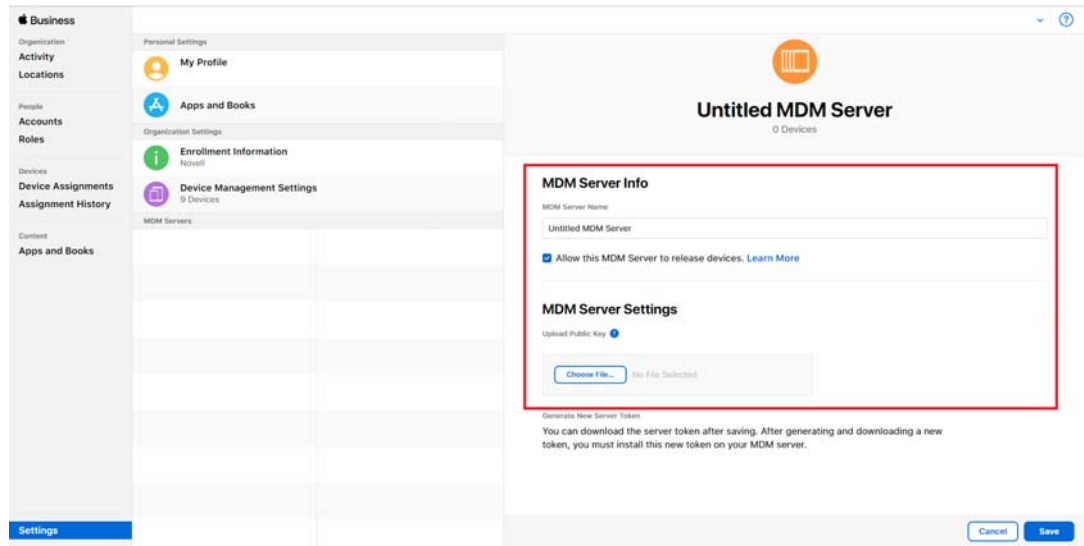 Business
Organization
Activity
Locations
People
Accounts
Roles
Devices
Device Assignments
Assignment History
Content
Apps and Books
Settings
Personal Settings
My Profile
Apps and Books
Organization Settings
Enrollment Information
Novell
Device Management Settings
9 Devices
MDM Servers
Untitled MDM Server
0 Devices
MDM Server Info
MDM Server Name
Untitled MDM Server
Allow this MDM Server to release devices. Learn More
MDM Server Settings
Upload Public Key ?
Choose File... No File Selected
Generate New Server Token
You can download the server token after saving. After generating and downloading a new
token, you must install this new token on your MDM server.
Cancel Save